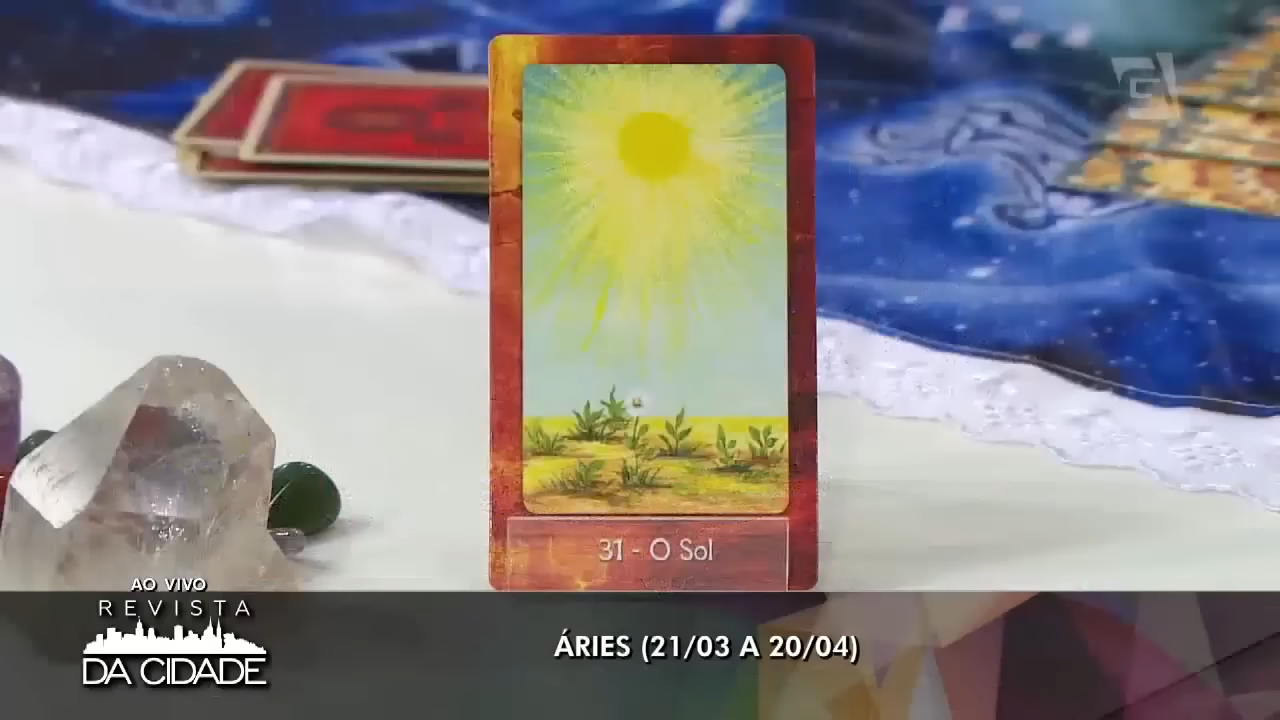 31 - O Sol
AO VIVO
REVISTA
DA CIDADE
ÁRIES (21/03 A 20/04)